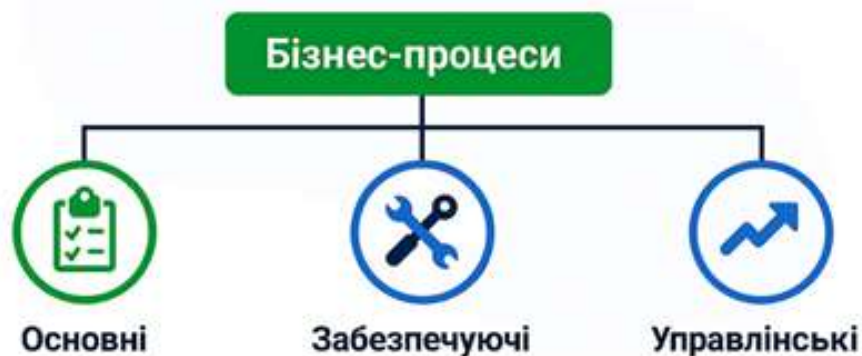 Бізнес-процеси
Основні
Забезпечуючі
Управлінські